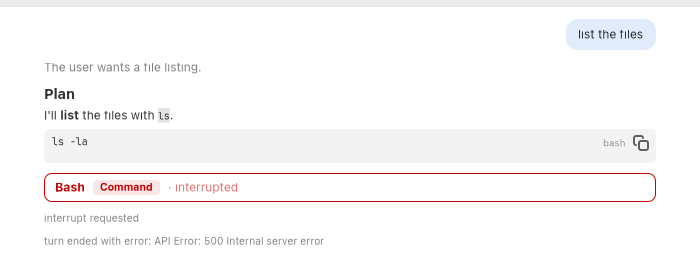 list the files
The user wants a file listing.
Plan
I'll list the files with ls.
ls -la
bash
Bash Command · interrupted
interrupt requested
turn ended with error: API Error: 500 Internal server error